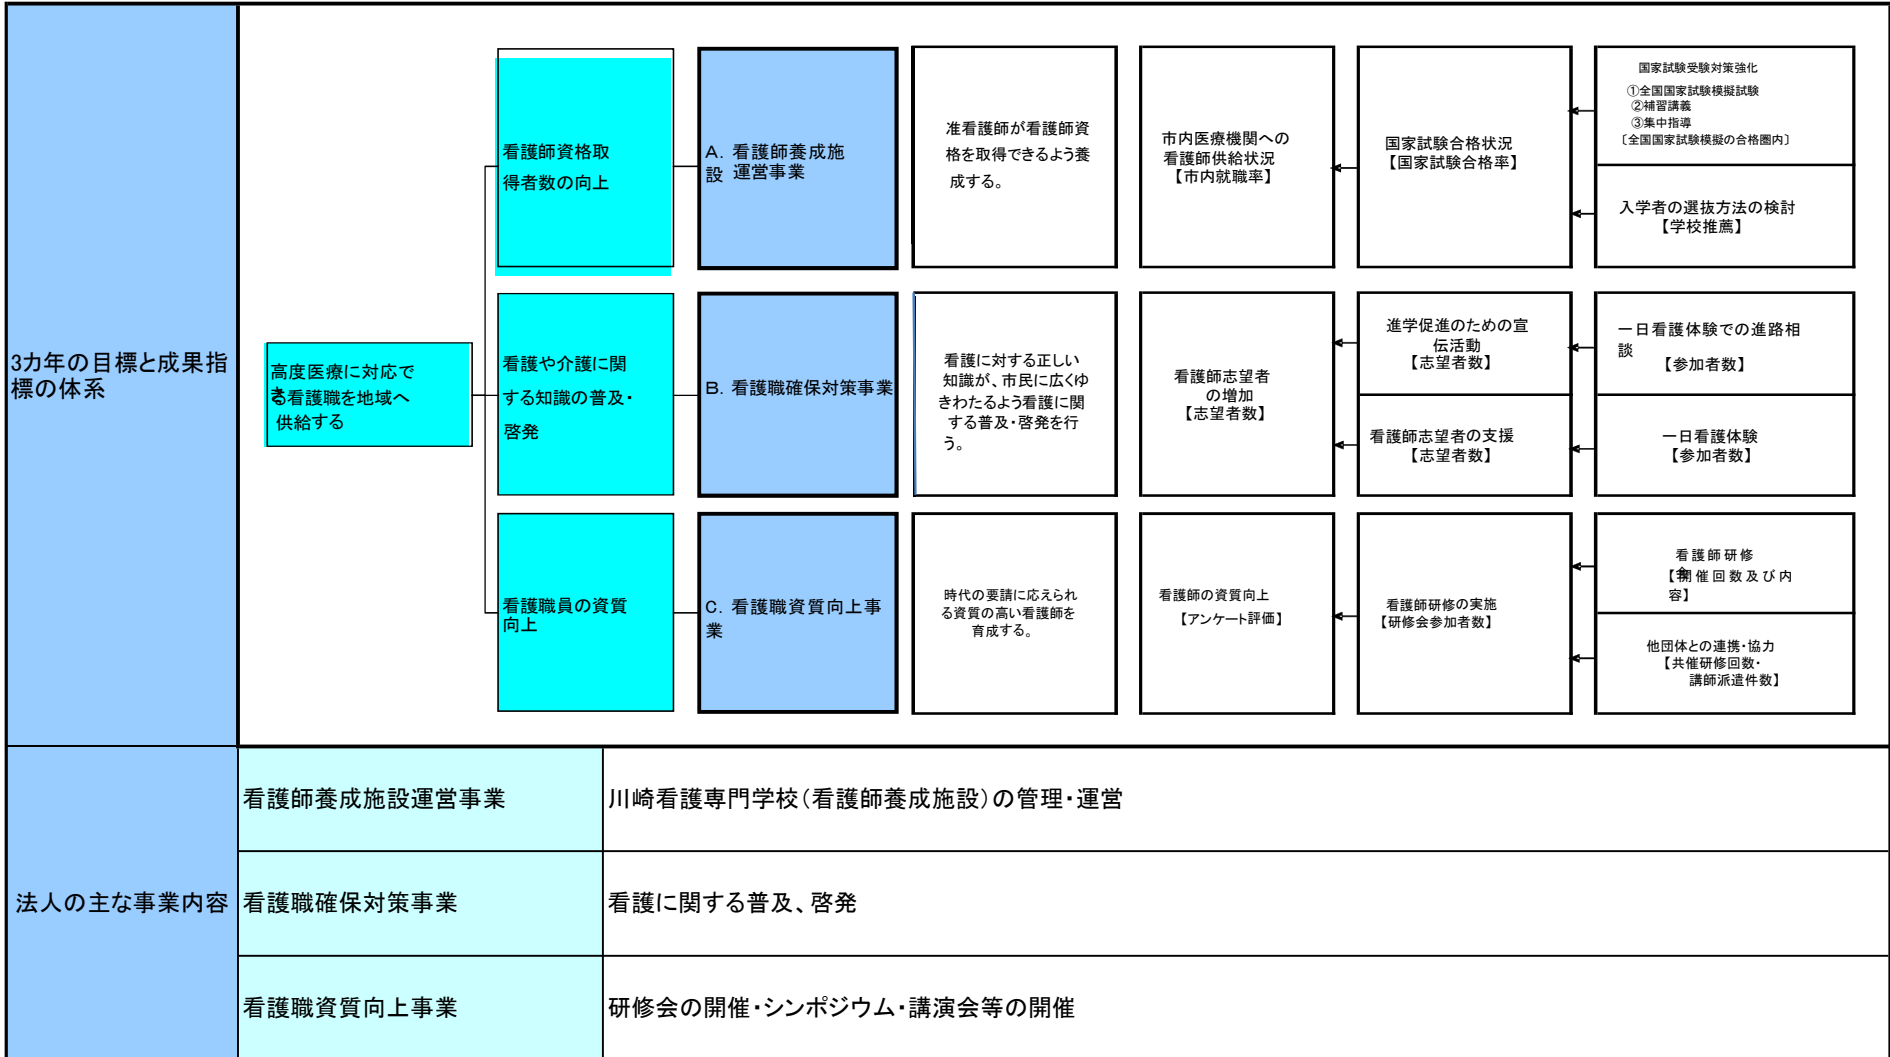 3カ年の目標と成果指
標の体系
高度医療に対応で
き
る看護職を地域へ
供給する
看護師資格取
得者数の向上
A. 看護師養成施
設 運営事業
准看護師が看護師資
格を取得できるよう養
成する。
市内医療機関への
看護師供給状況
【市内就職率】
国家試験合格状況
【国家試験合格率】
国家試験受験対策強化
①全国国家試験模擬試験
②補習講義
③集中指導
〔全国国家試験模擬の合格圏内〕
入学者の選抜方法の検討
【学校推薦】
看護や介護に関
する知識の普及・
啓発
B. 看護職確保対策事業
看護に対する正しい
知識が、市民に広くゆ
きわたるよう看護に関
する普及・啓発を行
う。
看護師志望者
の増加
【志望者数】
進学促進のための宣
伝活動
【志望者数】
看護師志望者の支援
【志望者数】
一日看護体験での進路相
談
【参加者数】
一日看護体験
【参加者数】
看護職員の資質
向上
C. 看護職資質向上事
業
時代の要請に応えられ
る資質の高い看護師を
育成する。
看護師の資質向上
【アンケート評価】
看護師研修の実施
【研修会参加者数】
看護師研修
会
【開催回数及び内
容】
他団体との連携・協力
【共催研修回数・
講師派遣件数】
法人の主な事業内容
看護師養成施設運営事業
川崎看護専門学校（看護師養成施設）の管理・運営
看護職確保対策事業
看護に関する普及、啓発
看護職資質向上事業
研修会の開催・シンポジウム・講演会等の開催